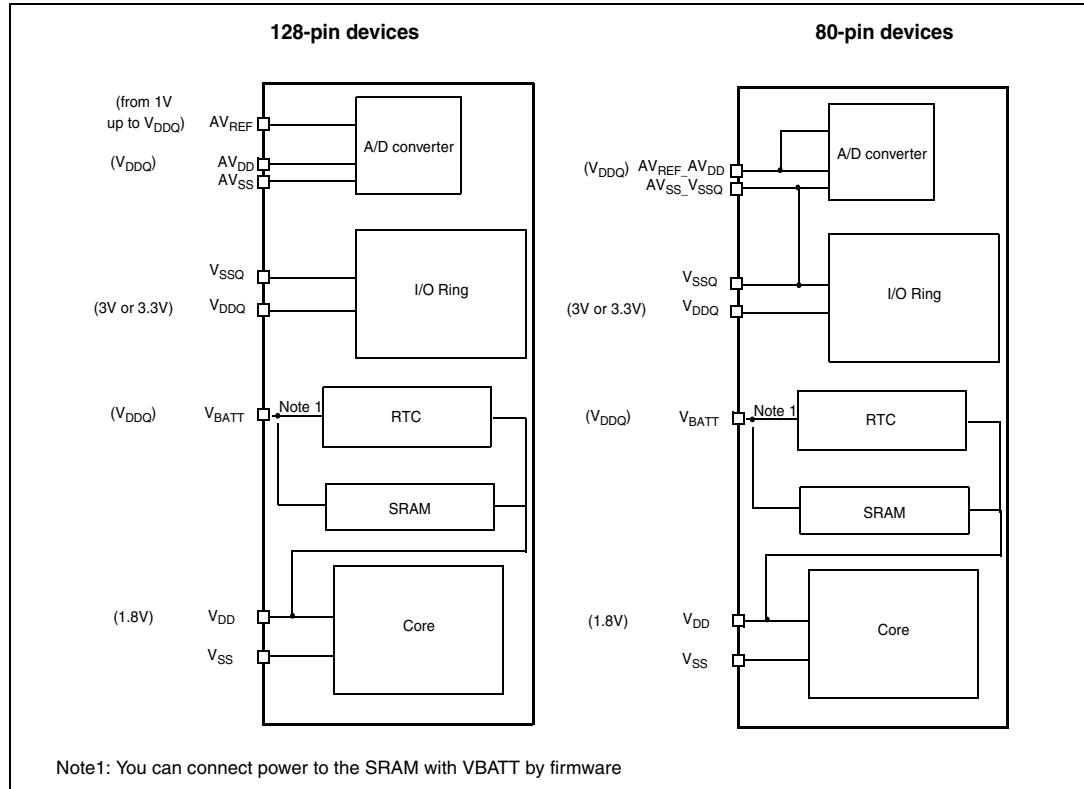 128-pin devices
(from 1V
up to VDDQ) AVREF
A/D converter
(VDDQ) AVDD
AVSS
VSSQ
I/O Ring
(3V or 3.3V) VDDQ
(VDDQ) VBATT Note 1
RTC
SRAM
(1.8V) VDD
Core
VSS
80-pin devices
A/D converter
(VDDQ) AVREF_AVDD
AVSS_VSSQ
VSSQ
I/O Ring
(3V or 3.3V) VDDQ
(VDDQ) VBATT Note 1
RTC
SRAM
(1.8V) VDD
Core
VSS
Note1: You can connect power to the SRAM with VBATT by firmware